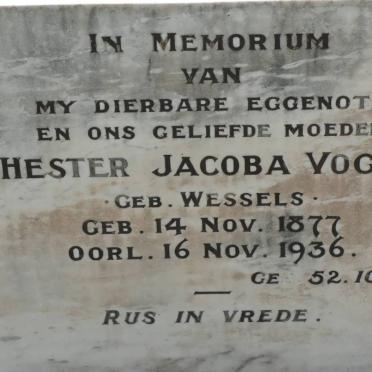 IN MEMORIUM
VAN
MY DIERBARE EGGENOT
EN ONS GELIEFDE MOEDE
HESTER JACOBA VOG
GEB. WESSELS.
GEB. 14 NOV. 1877
OORL. 16 NOV. 1936.
GE 52.10
RUS IN VREDE.